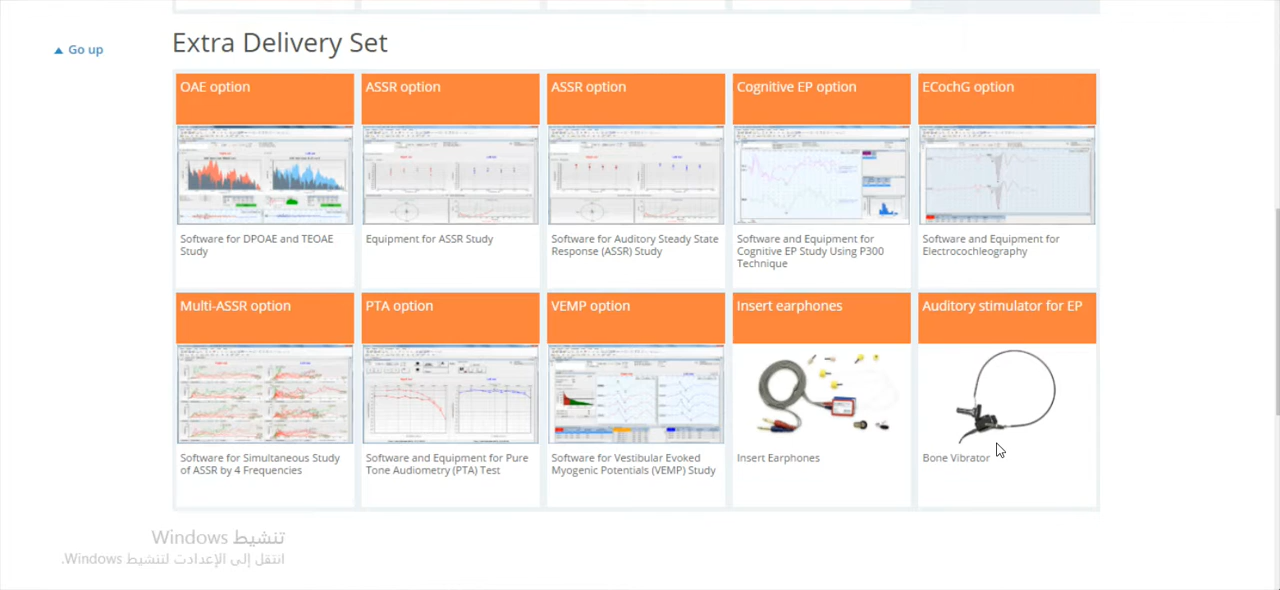 Go up
Extra Delivery Set
OAE option
ASSR option
ASSR option
Cognitive EP option
ECochG option
Software for DPOAE and TEOAE
Study
Equipment for ASSR Study
Software for Auditory Steady State
Response (ASSR) Study
Software and Equipment for
Cognitive EP Study Using P300
Technique
Software and Equipment for
Electrocochleography
Multi-ASSR option
PTA option
VEMP option
Insert earphones
Auditory stimulator for EP
Software for Simultaneous Study
of ASSR by 4 Frequencies
Software and Equipment for Pure
Tone Audiometry (PTA) Test
Software for Vestibular Evoked
Myogenic Potentials (VEMP) Study
Insert Earphones
Bone Vibrator
تنشيط Windows
انتقل إلى الإعدادت لتنشيط Windows.